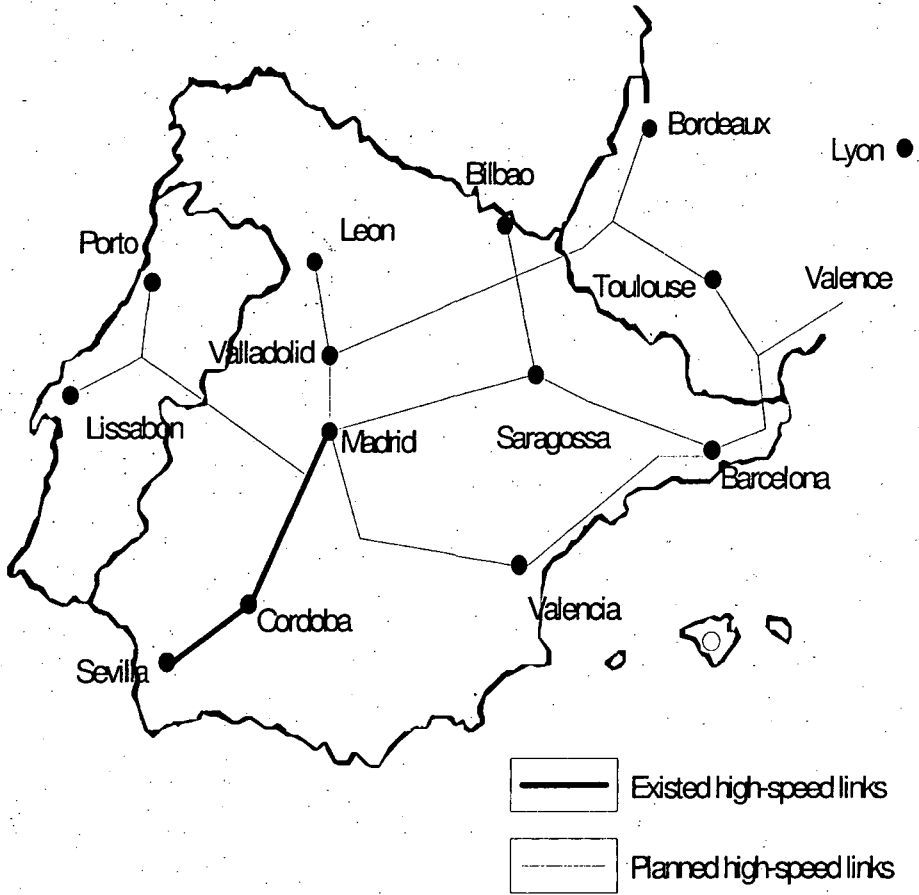 Bordeaux
Lyon
Bilbao
Leon
Porto
Toulouse
Valence
Valladolid
Lissabon
Madrid
Saragossa
Barcelona
Cordoba
Valencia
Sevilla
Existed high-speed links
Planned high-speed links